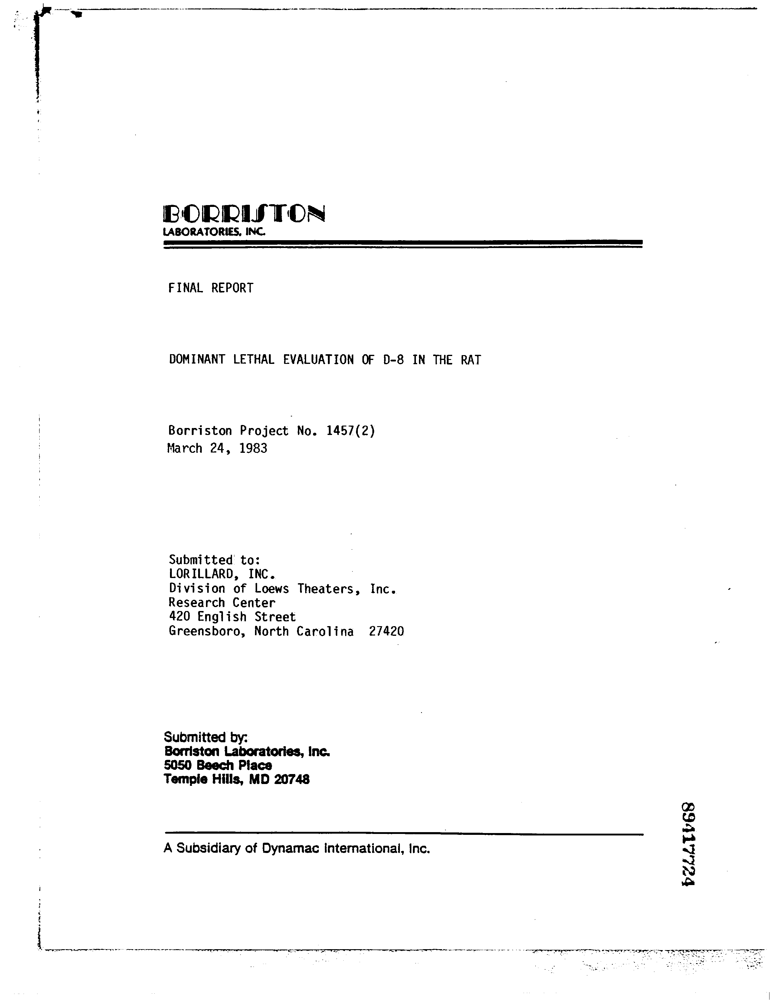 BORRISTON
LABORATORIES, INC.
FINAL REPORT
DOMINANT LETHAL EVALUATION OF D-8 IN THE RAT
Borriston Project No. 1457(2)
March 24, 1983
Submitted to:
LORILLARD, INC.
Division of Loews Theaters, Inc.
Research Center
420 English Street
Greensboro, North Carolina 27420
Submitted by:
Borriston Laboratories, Inc.
5050 Beech Place
Temple Hills, MD 20748
A Subsidiary of Dynamac International, Inc.
89417724